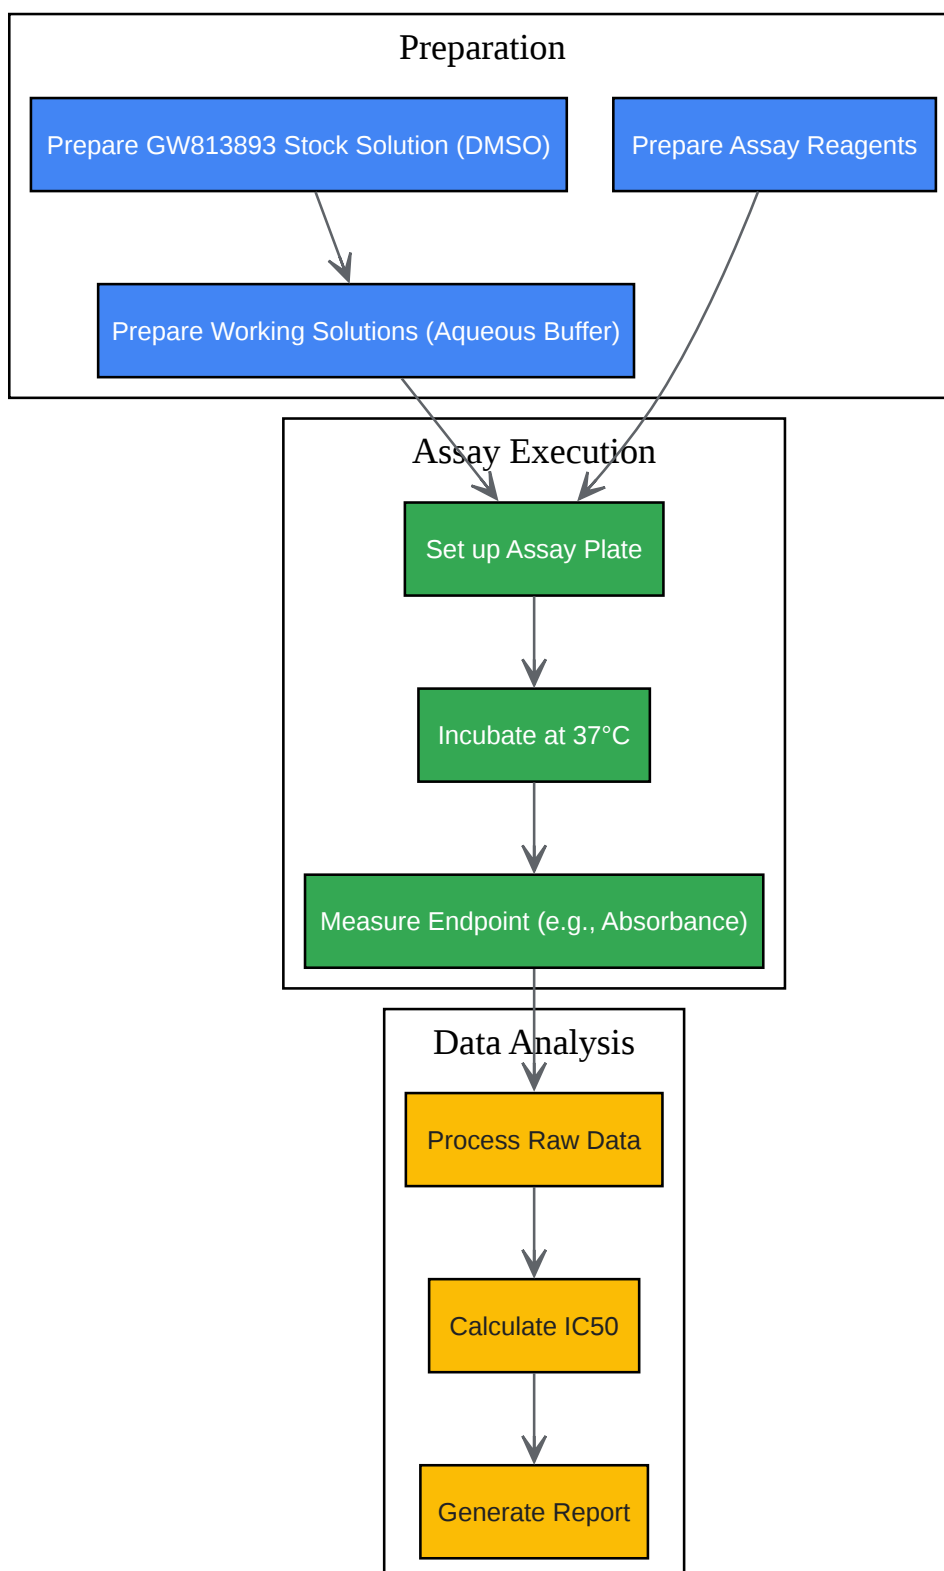 Preparation
Prepare GW813893 Stock Solution (DMSO)
Prepare Assay Reagents
Prepare Working Solutions (Aqueous Buffer)
Assay Execution
Set up Assay Plate
Incubate at 37°C
Measure Endpoint (e.g., Absorbance)
Data Analysis
Process Raw Data
Calculate IC50
Generate Report